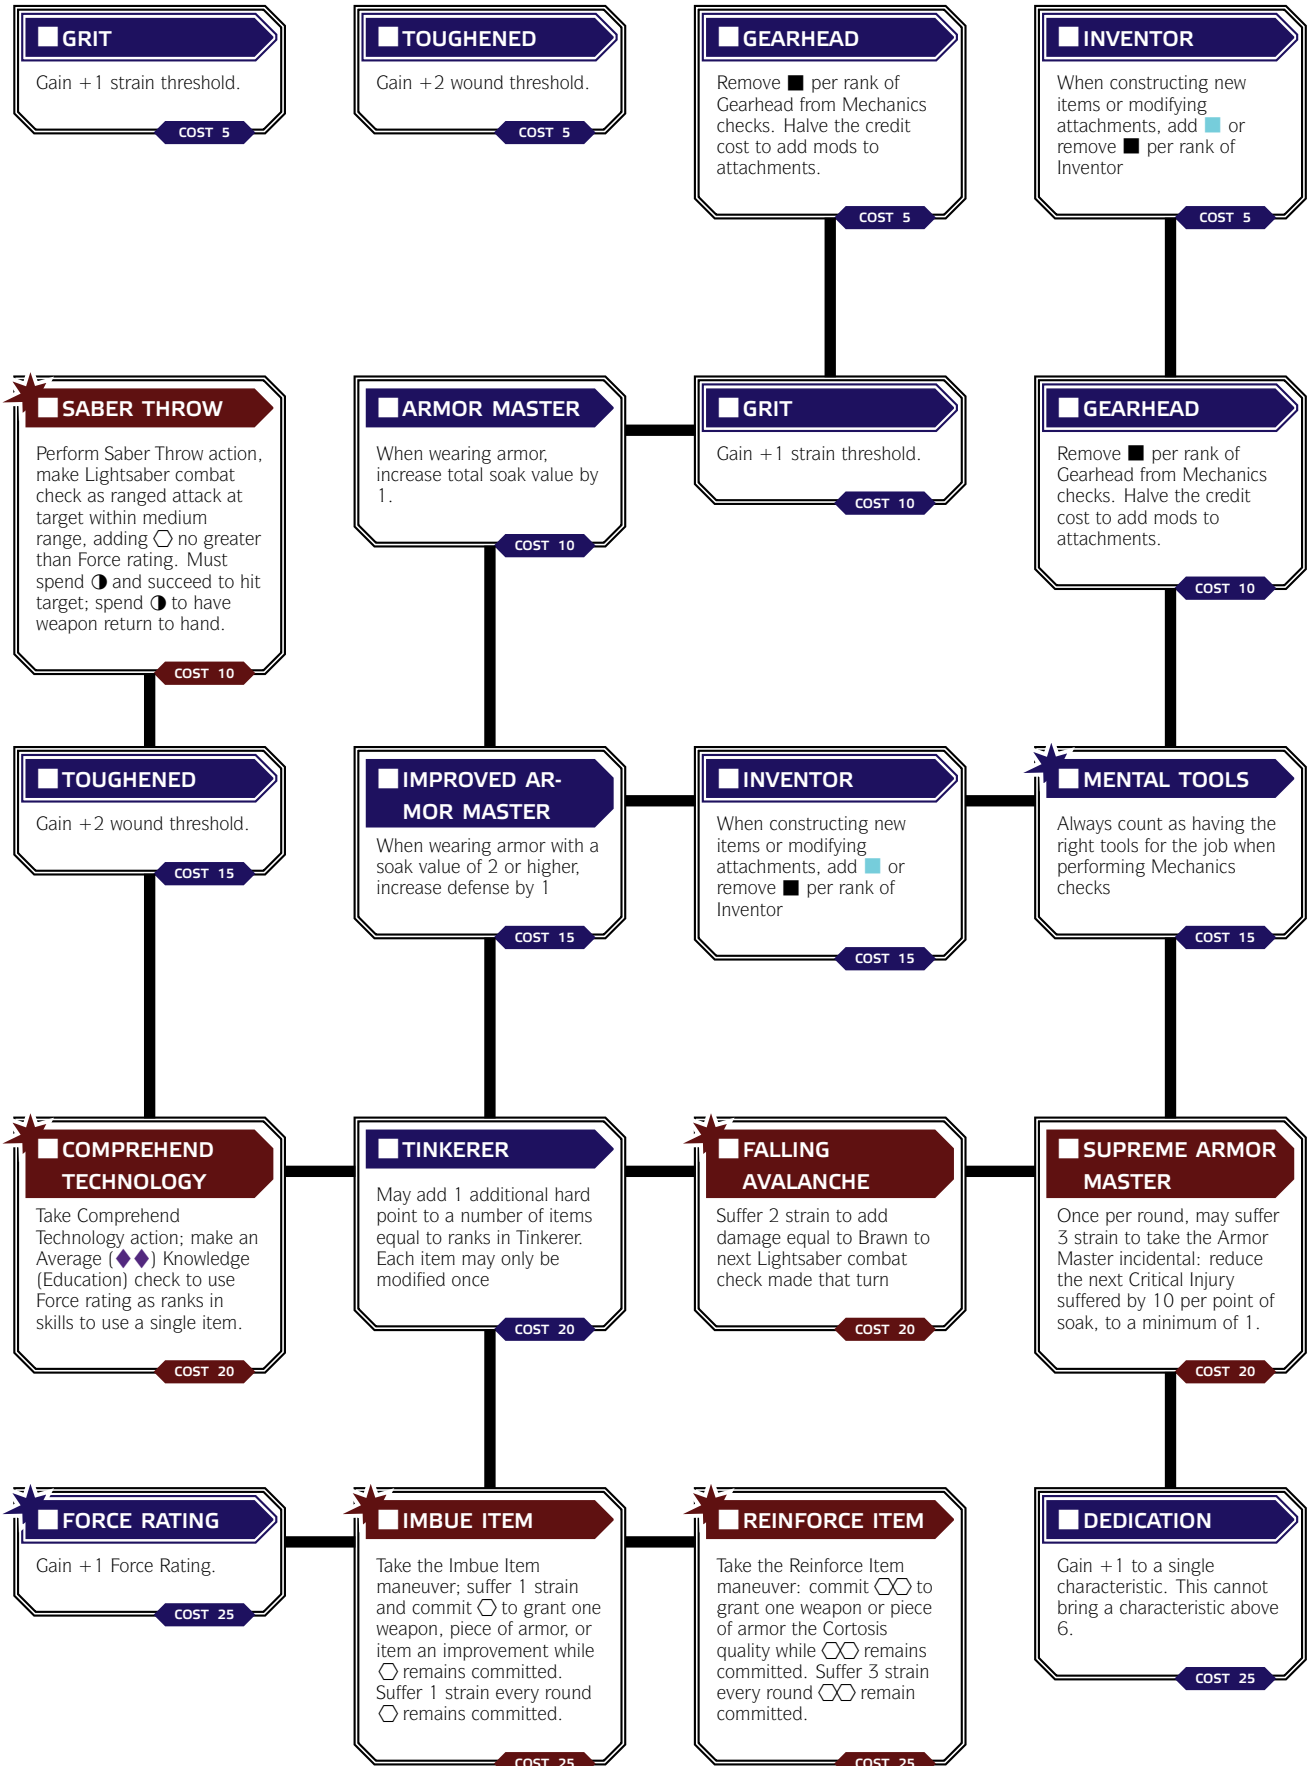 GRIT
Gain +1 strain threshold.
COST 5
TOUGHENED
Gain +2 wound threshold.
COST 5
GEARHEAD
Remove ■ per rank of
Gearhead from Mechanics
checks. Halve the credit
cost to add mods to
attachments.
COST 5
INVENTOR
When constructing new
items or modifying
attachments, add ■ or
remove ■ per rank of
Inventor
COST 5
SABER THROW
Perform Saber Throw action,
make Lightsaber combat
check as ranged attack at
target within medium
range, adding ⬡ no greater
than Force rating. Must
spend ◑ and succeed to hit
target; spend ◑ to have
weapon return to hand.
COST 10
ARMOR MASTER
When wearing armor,
increase total soak value by
1.
COST 10
GRIT
Gain +1 strain threshold.
COST 10
GEARHEAD
Remove ■ per rank of
Gearhead from Mechanics
checks. Halve the credit
cost to add mods to
attachments.
COST 10
TOUGHENED
Gain +2 wound threshold.
COST 15
IMPROVED AR-
MOR MASTER
When wearing armor with a
soak value of 2 or higher,
increase defense by 1
COST 15
INVENTOR
When constructing new
items or modifying
attachments, add ■ or
remove ■ per rank of
Inventor
COST 15
MENTAL TOOLS
Always count as having the
right tools for the job when
performing Mechanics
checks
COST 15
COMPREHEND
TECHNOLOGY
Take Comprehend
Technology action; make an
Average (◆◆) Knowledge
(Education) check to use
Force rating as ranks in
skills to use a single item.
COST 20
TINKERER
May add 1 additional hard
point to a number of items
equal to ranks in Tinkerer.
Each item may only be
modified once
COST 20
FALLING
AVALANCHE
Suffer 2 strain to add
damage equal to Brawn to
next Lightsaber combat
check made that turn
COST 20
SUPREME ARMOR
MASTER
Once per round, may suffer
3 strain to take the Armor
Master incidental: reduce
the next Critical Injury
suffered by 10 per point of
soak, to a minimum of 1.
COST 20
FORCE RATING
Gain +1 Force Rating.
COST 25
IMBUE ITEM
Take the Imbue Item
maneuver; suffer 1 strain
and commit ⬡ to grant one
weapon, piece of armor, or
item an improvement while
⬡ remains committed.
Suffer 1 strain every round
⬡ remains committed.
COST 25
REINFORCE ITEM
Take the Reinforce Item
maneuver: commit ⬡⬡ to
grant one weapon or piece
of armor the Cortosis
quality while ⬡⬡ remains
committed. Suffer 3 strain
every round ⬡⬡ remain
committed.
COST 25
DEDICATION
Gain +1 to a single
characteristic. This cannot
bring a characteristic above
6.
COST 25